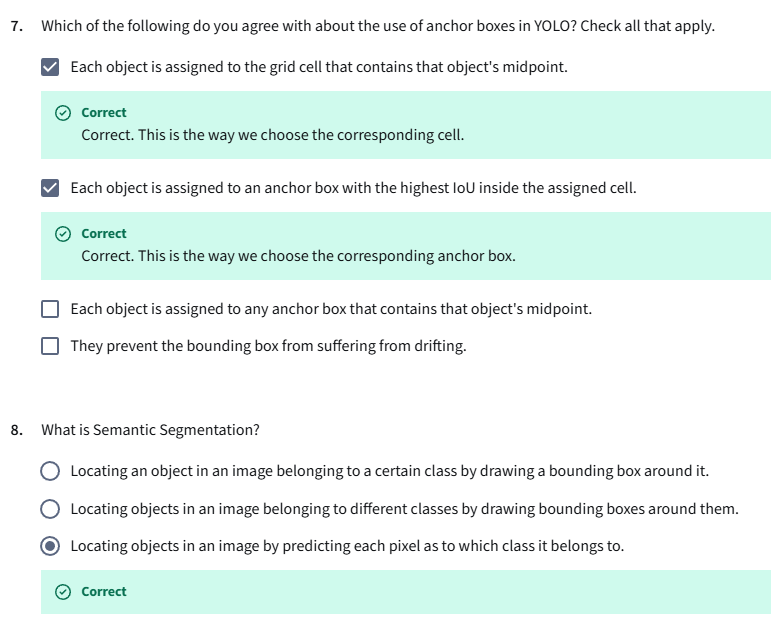 7. Which of the following do you agree with about the use of anchor boxes in YOLO? Check all that apply.
Each object is assigned to the grid cell that contains that object's midpoint.
Correct
Correct. This is the way we choose the corresponding cell.
Each object is assigned to an anchor box with the highest IoU inside the assigned cell.
Correct
Correct. This is the way we choose the corresponding anchor box.
Each object is assigned to any anchor box that contains that object's midpoint.
They prevent the bounding box from suffering from drifting.
8. What is Semantic Segmentation?
Locating an object in an image belonging to a certain class by drawing a bounding box around it.
Locating objects in an image belonging to different classes by drawing bounding boxes around them.
Locating objects in an image by predicting each pixel as to which class it belongs to.
Correct